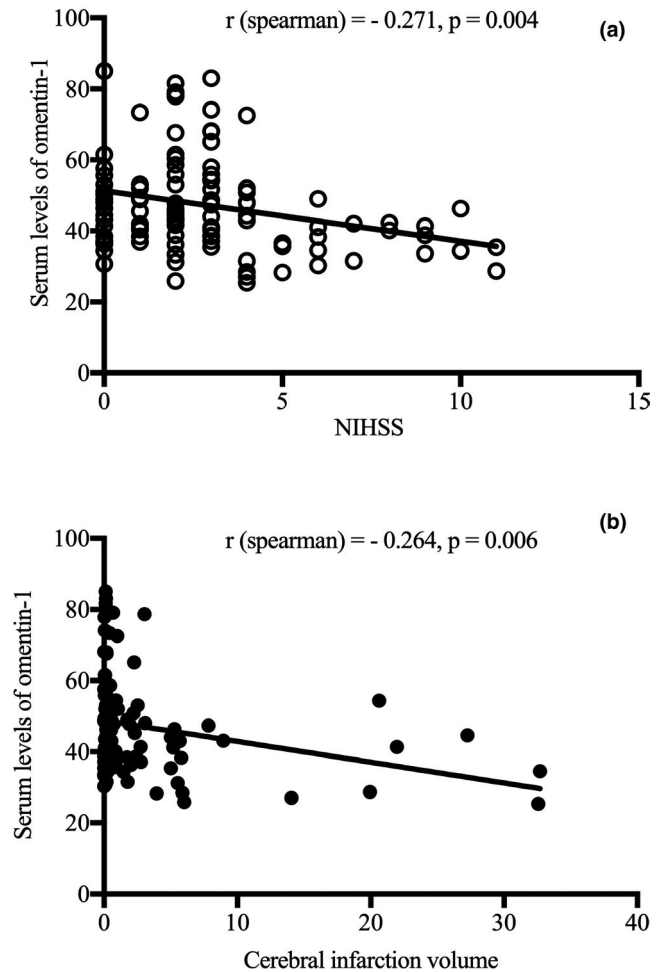 r (spearman) = - 0.271, p = 0.004
(a)
100
80
60
40
20
0
Serum levels of omentin-1
0 5 10 15
NIHSS
(b)
r (spearman) = - 0.264, p = 0.006
100
80
60
40
20
0
Serum levels of omentin-1
0 10 20 30 40
Cerebral infarction volume